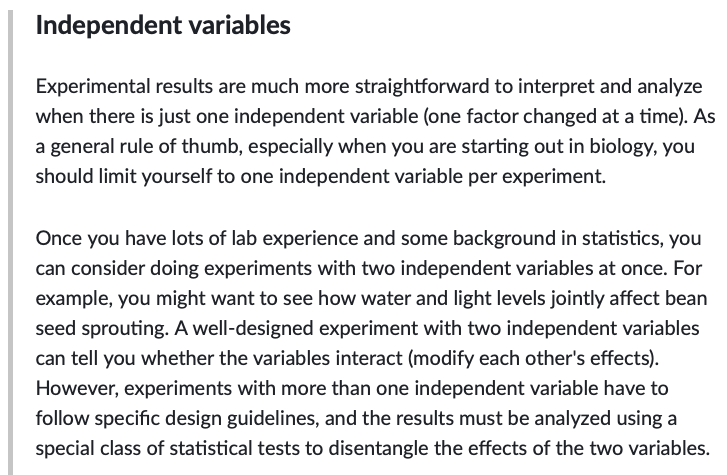 Independent variables
Experimental results are much more straightforward to interpret and analyze
when there is just one independent variable (one factor changed at a time). As
a general rule of thumb, especially when you are starting out in biology, you
should limit yourself to one independent variable per experiment.
Once you have lots of lab experience and some background in statistics, you
can consider doing experiments with two independent variables at once. For
example, you might want to see how water and light levels jointly affect bean
seed sprouting. A well-designed experiment with two independent variables
can tell you whether the variables interact (modify each other's effects).
However, experiments with more than one independent variable have to
follow specific design guidelines, and the results must be analyzed using a
special class of statistical tests to disentangle the effects of the two variables.